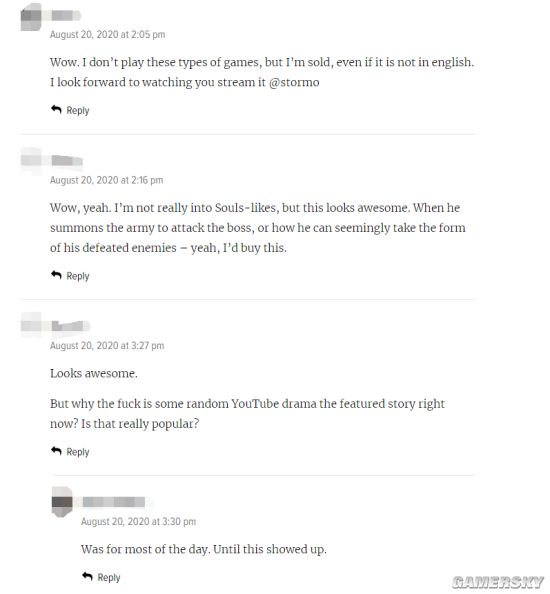 August 20, 2020 at 2:05 pm
Wow. I don't play these types of games, but I'm sold, even if it is not in english.
I look forward to watching you stream it @stormo
Reply
August 20, 2020 at 2:16 pm
Wow, yeah. I'm not really into Souls-likes, but this looks awesome. When he
summons the army to attack the boss, or how he can seemingly take the form
of his defeated enemies – yeah, I'd buy this.
Reply
August 20, 2020 at 3:27 pm
Looks awesome.
But why the fuck is some random YouTube drama the featured story right
now? Is that really popular?
Reply
August 20, 2020 at 3:30 pm
Was for most of the day. Until this showed up.
Reply
GAMERSKY